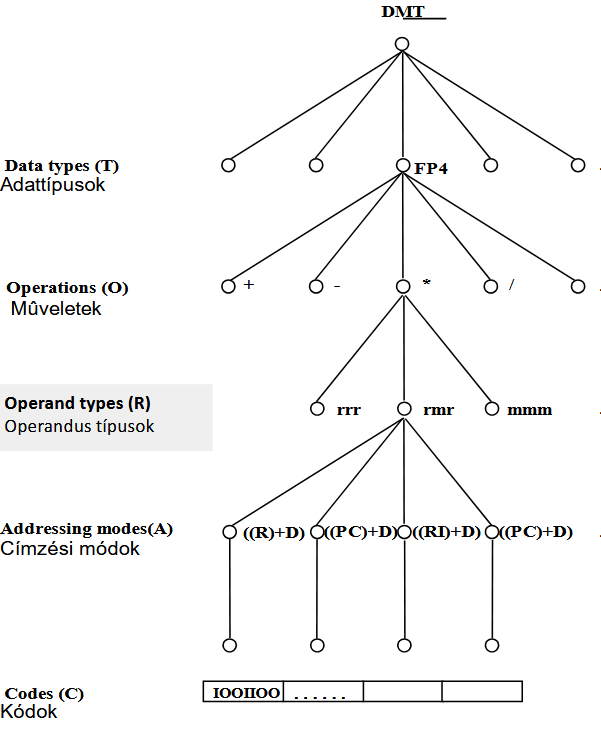 DMT
Data types (T)
FP4
Adattípusok
Operations (O) + - * /
Mûveletek
Operand types (R)
rrr rmr mmm
Operandus típusok
Addressing modes(A) ((R)+D) ((PC)+D) ((RI)+D) ((PC)+D)
Címzési módok
Codes (C) IOOIIOO ......
Kódok